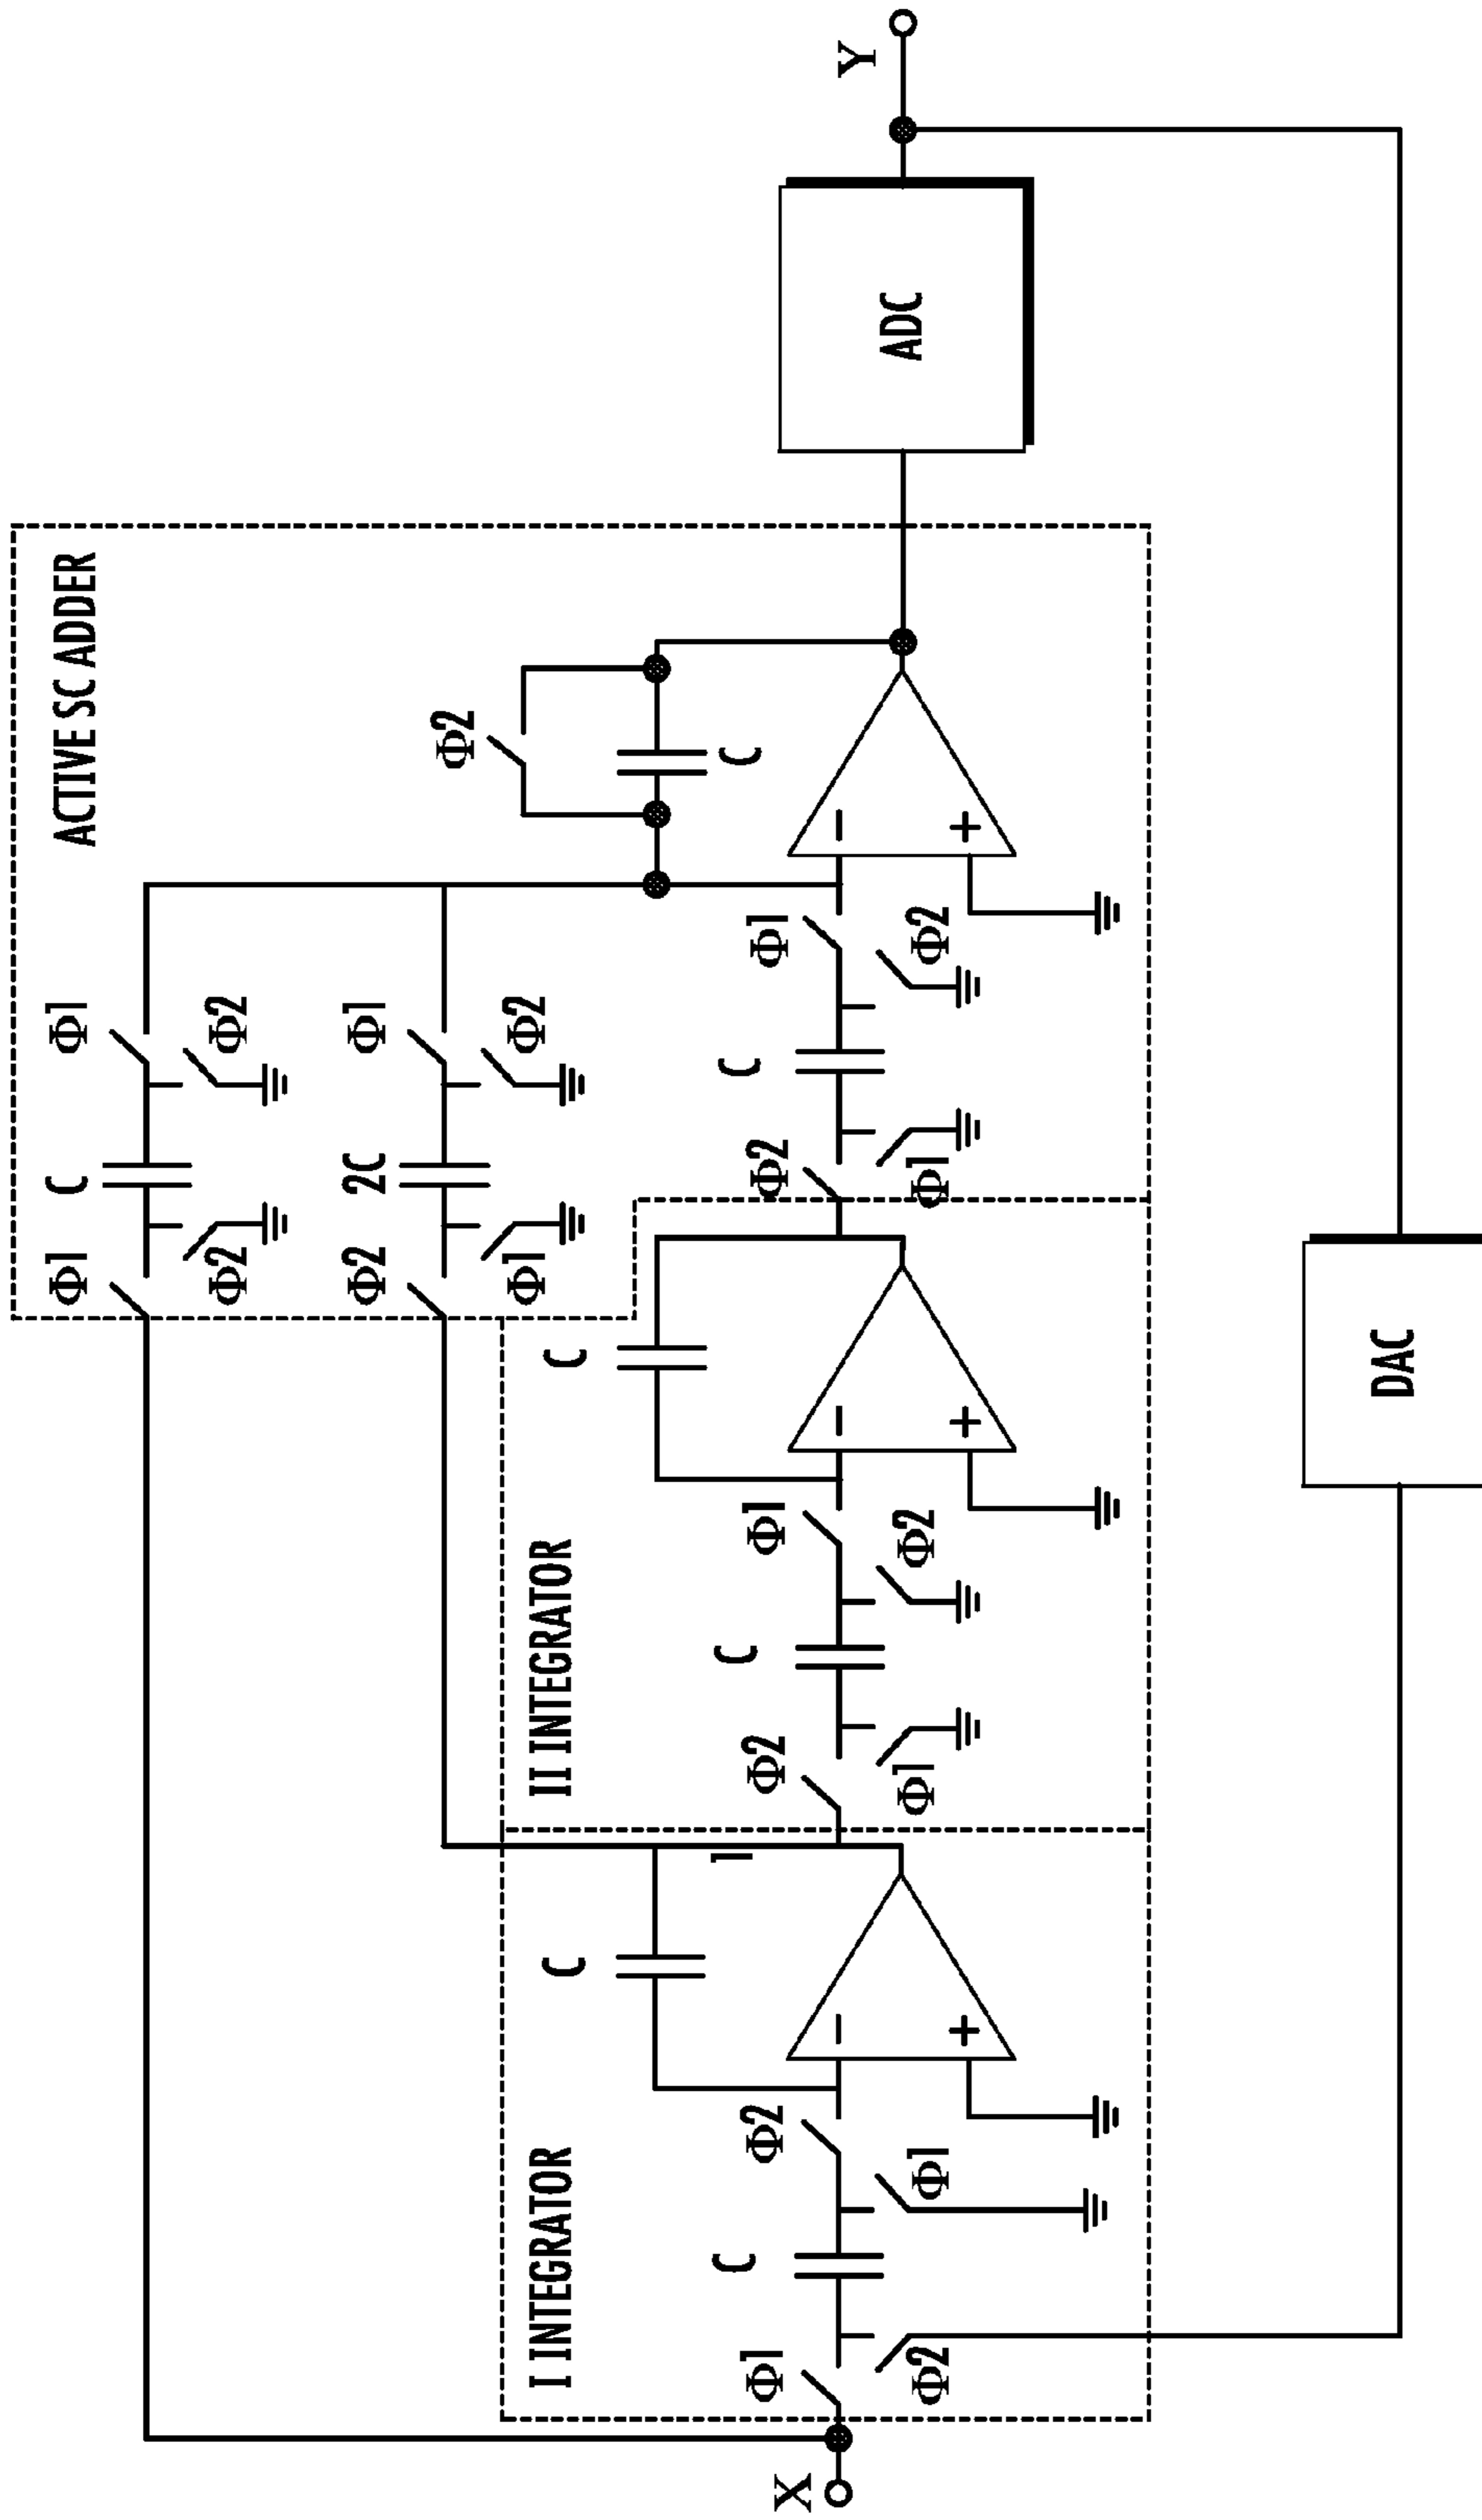 ACTIVE SC ADDER
Φ1
C
Φ1
Φ2
Φ2
Φ2
2C
Φ1
Φ1
Φ2
Φ2
C
I INTEGRATOR
II INTEGRATOR
C
1
C
X
Φ1
C
Φ2
Φ2
Φ1
−
+
Φ2
C
Φ1
Φ1
Φ2
−
+
Φ2
C
Φ1
Φ1
Φ2
−
+
ADC
Y
DAC